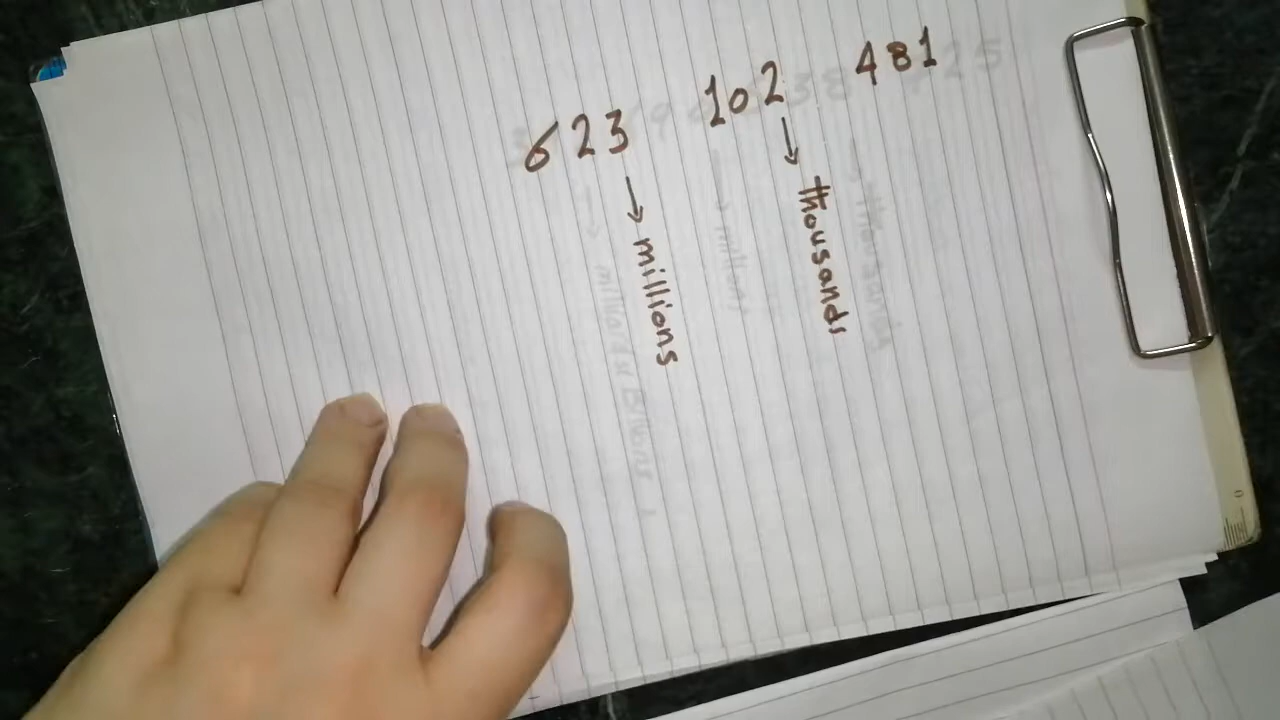 623 102 481
→ millions
→ thousands